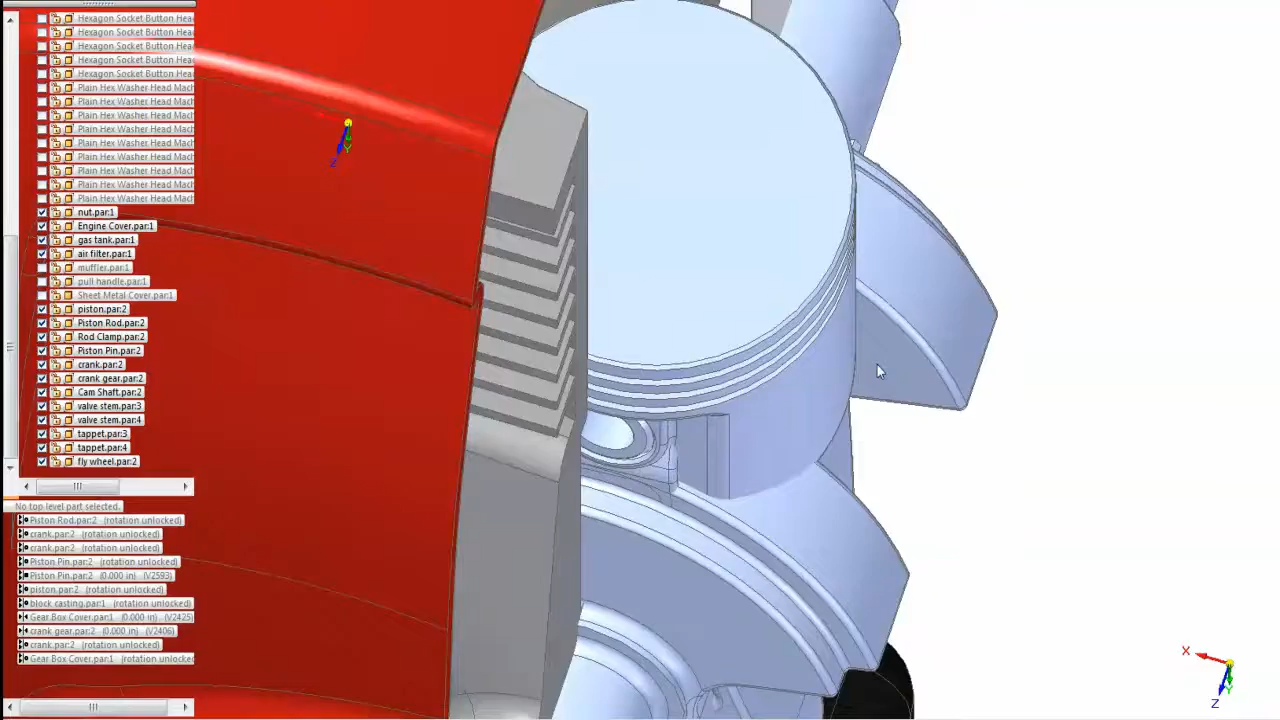 Hexagon Socket Button Hea
Hexagon Socket Button Hea
Hexagon Socket Button Hea
Hexagon Socket Button Hea
Hexagon Socket Button Hea
Plain Hex Washer Head Mach
Plain Hex Washer Head Mach
Plain Hex Washer Head Mach
Plain Hex Washer Head Mach
Plain Hex Washer Head Mach
Plain Hex Washer Head Mach
Plain Hex Washer Head Mach
Plain Hex Washer Head Mach
Plain Hex Washer Head Mach
nut.par:1
Engine Cover.par:1
gas tank.par:1
air filter.par:1
muffler.par:1
pull handle.par:1
Sheet Metal Cover.par:1
piston.par:2
Piston Rod.par:2
Rod Clamp.par:2
Piston Pin.par:2
crank.par:2
crank gear.par:2
Cam Shaft.par:2
valve stem.par:3
valve stem.par:4
tappet.par:3
tappet.par:4
fly wheel.par:2
No top level part selected.
Piston Rod.par:2 (rotation unlocked)
crank.par:2 (rotation unlocked)
crank.par:2 (rotation unlocked)
Piston Pin.par:2 (rotation unlocked)
Piston Pin.par:2 (0.000 in) (V2593)
piston.par:2 (rotation unlocked)
block casting.par:1 (rotation unlocked)
Gear Box Cover.par:1 (0.000 in) (V2425)
crank gear.par:2 (0.000 in) (V2406)
crank.par:2 (rotation unlocked)
Gear Box Cover.par:1 (rotation unlocked
Z
Y
X
Y
Z